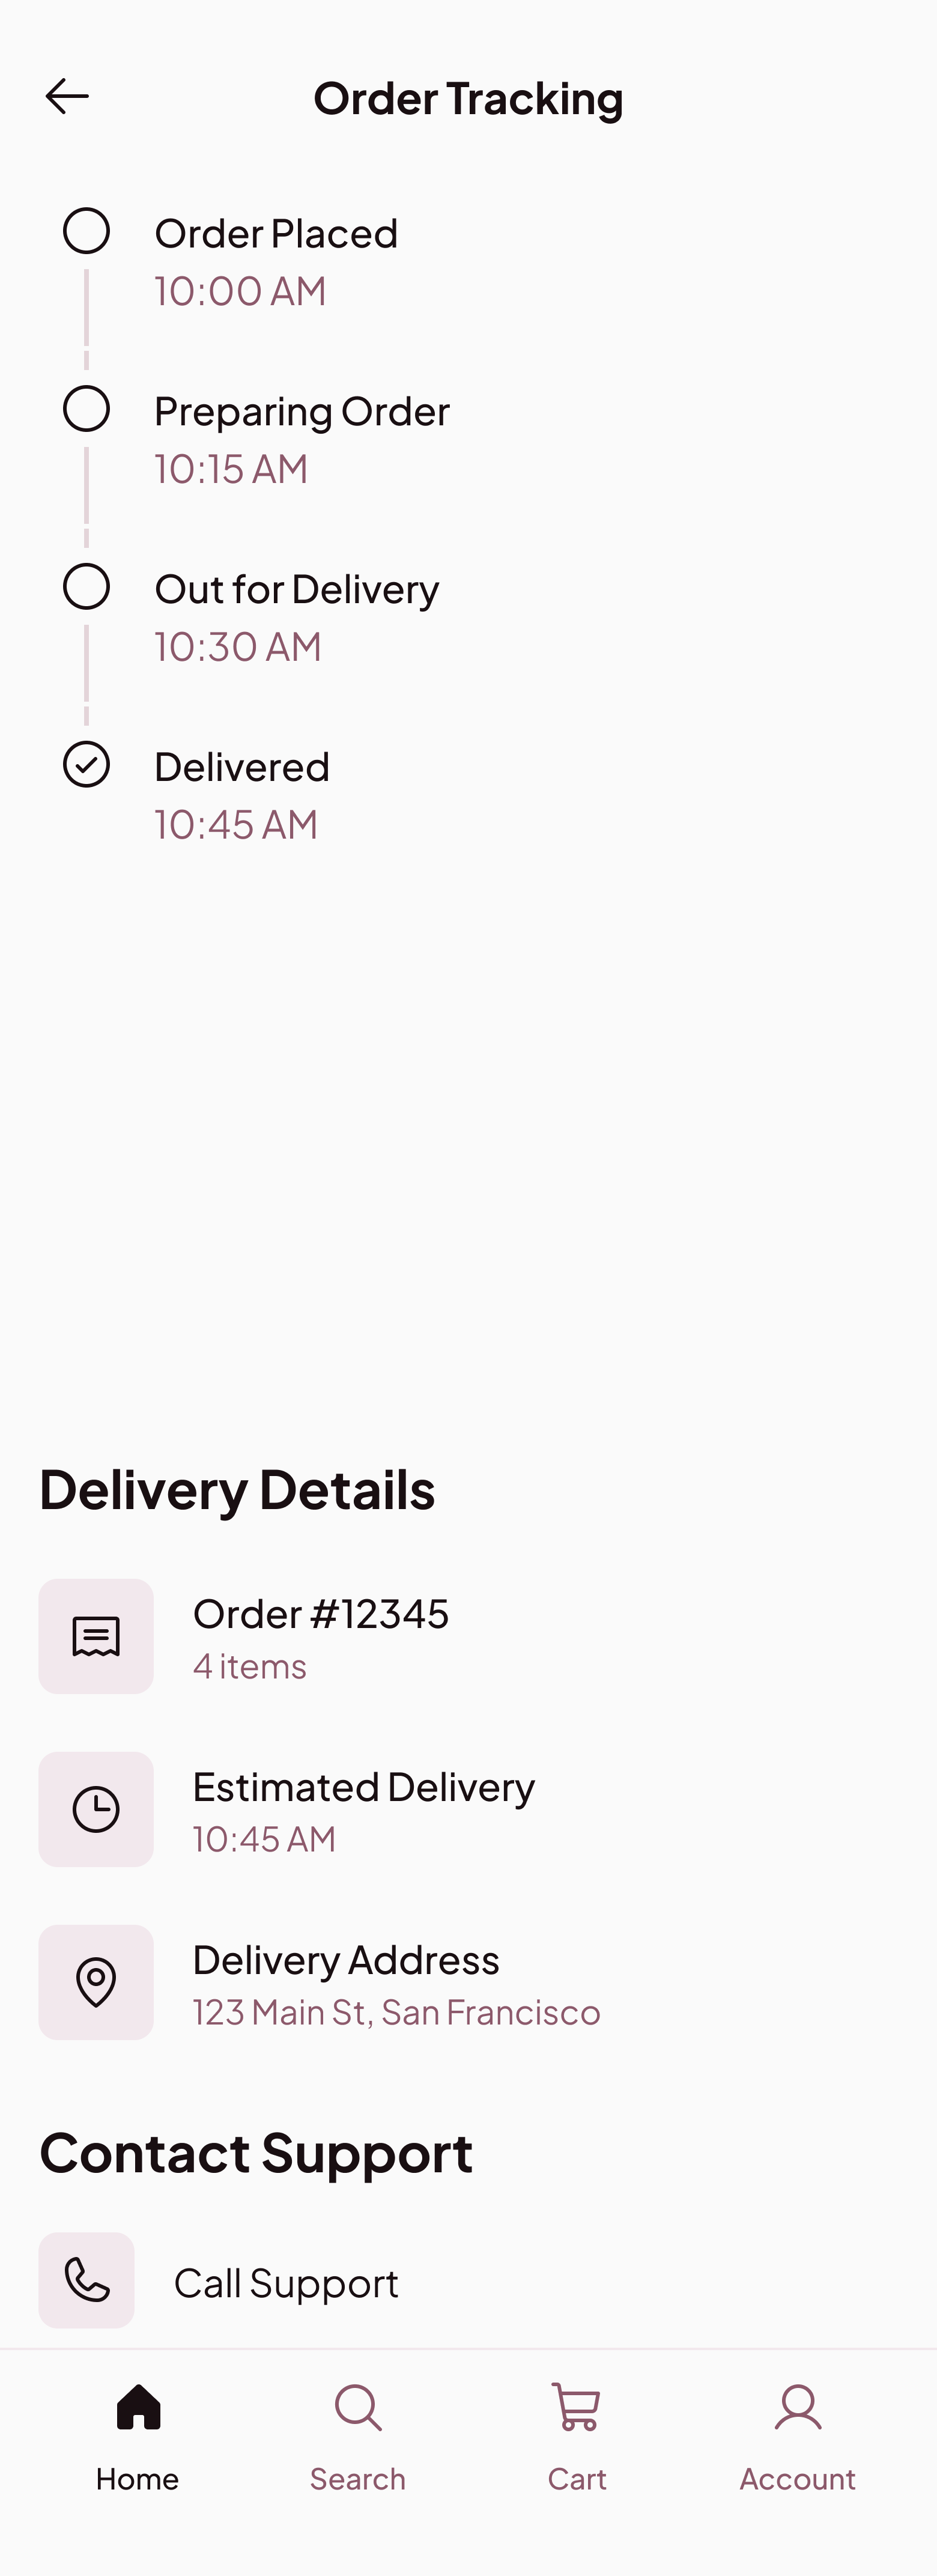 Order Tracking
Order Placed
10:00 AM
Preparing Order
10:15 AM
Out for Delivery
10:30 AM
Delivered
10:45 AM
Delivery Details
Order #12345
4 items
Estimated Delivery
10:45 AM
Delivery Address
123 Main St, San Francisco
Contact Support
Call Support
Home
Search
Cart
Account